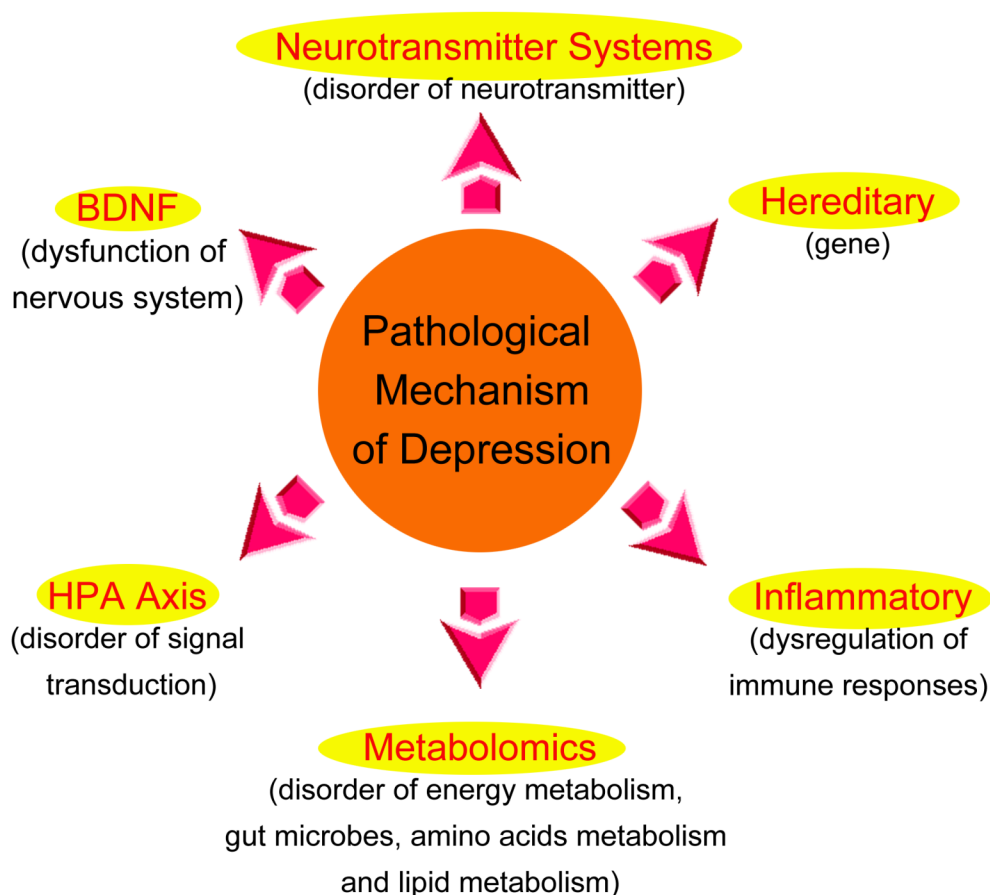 Neurotransmitter Systems
(disorder of neurotransmitter)
BDNF
(dysfunction of
nervous system)
Hereditary
(gene)
Pathological
Mechanism
of Depression
HPA Axis
(disorder of signal
transduction)
Inflammatory
(dysregulation of
immune responses)
Metabolomics
(disorder of energy metabolism,
gut microbes, amino acids metabolism
and lipid metabolism)